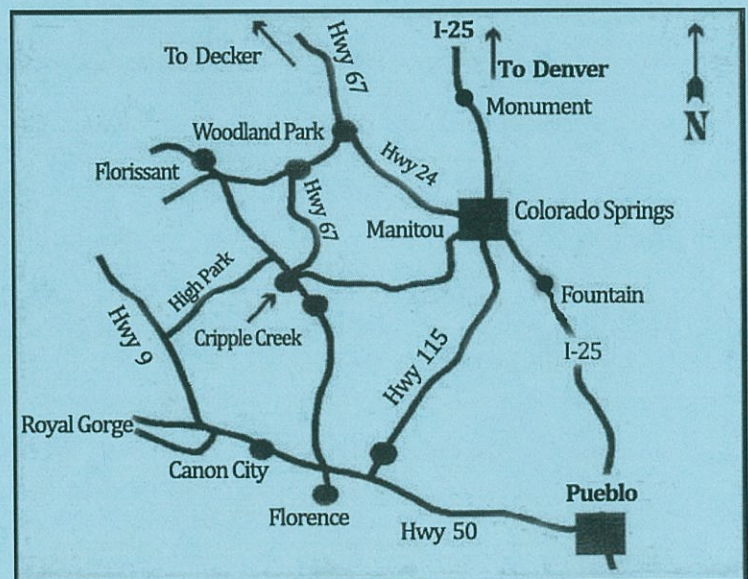 I-25
To Decker
Hwy 67
To Denver
Monument
N
Woodland Park
Florissant
Hwy 24
Hwy 67
Manitou
Colorado Springs
High Park
Fountain
Hwy 9
Cripple Creek
I-25
Hwy 115
Royal Gorge
Canon City
Florence
Pueblo
Hwy 50